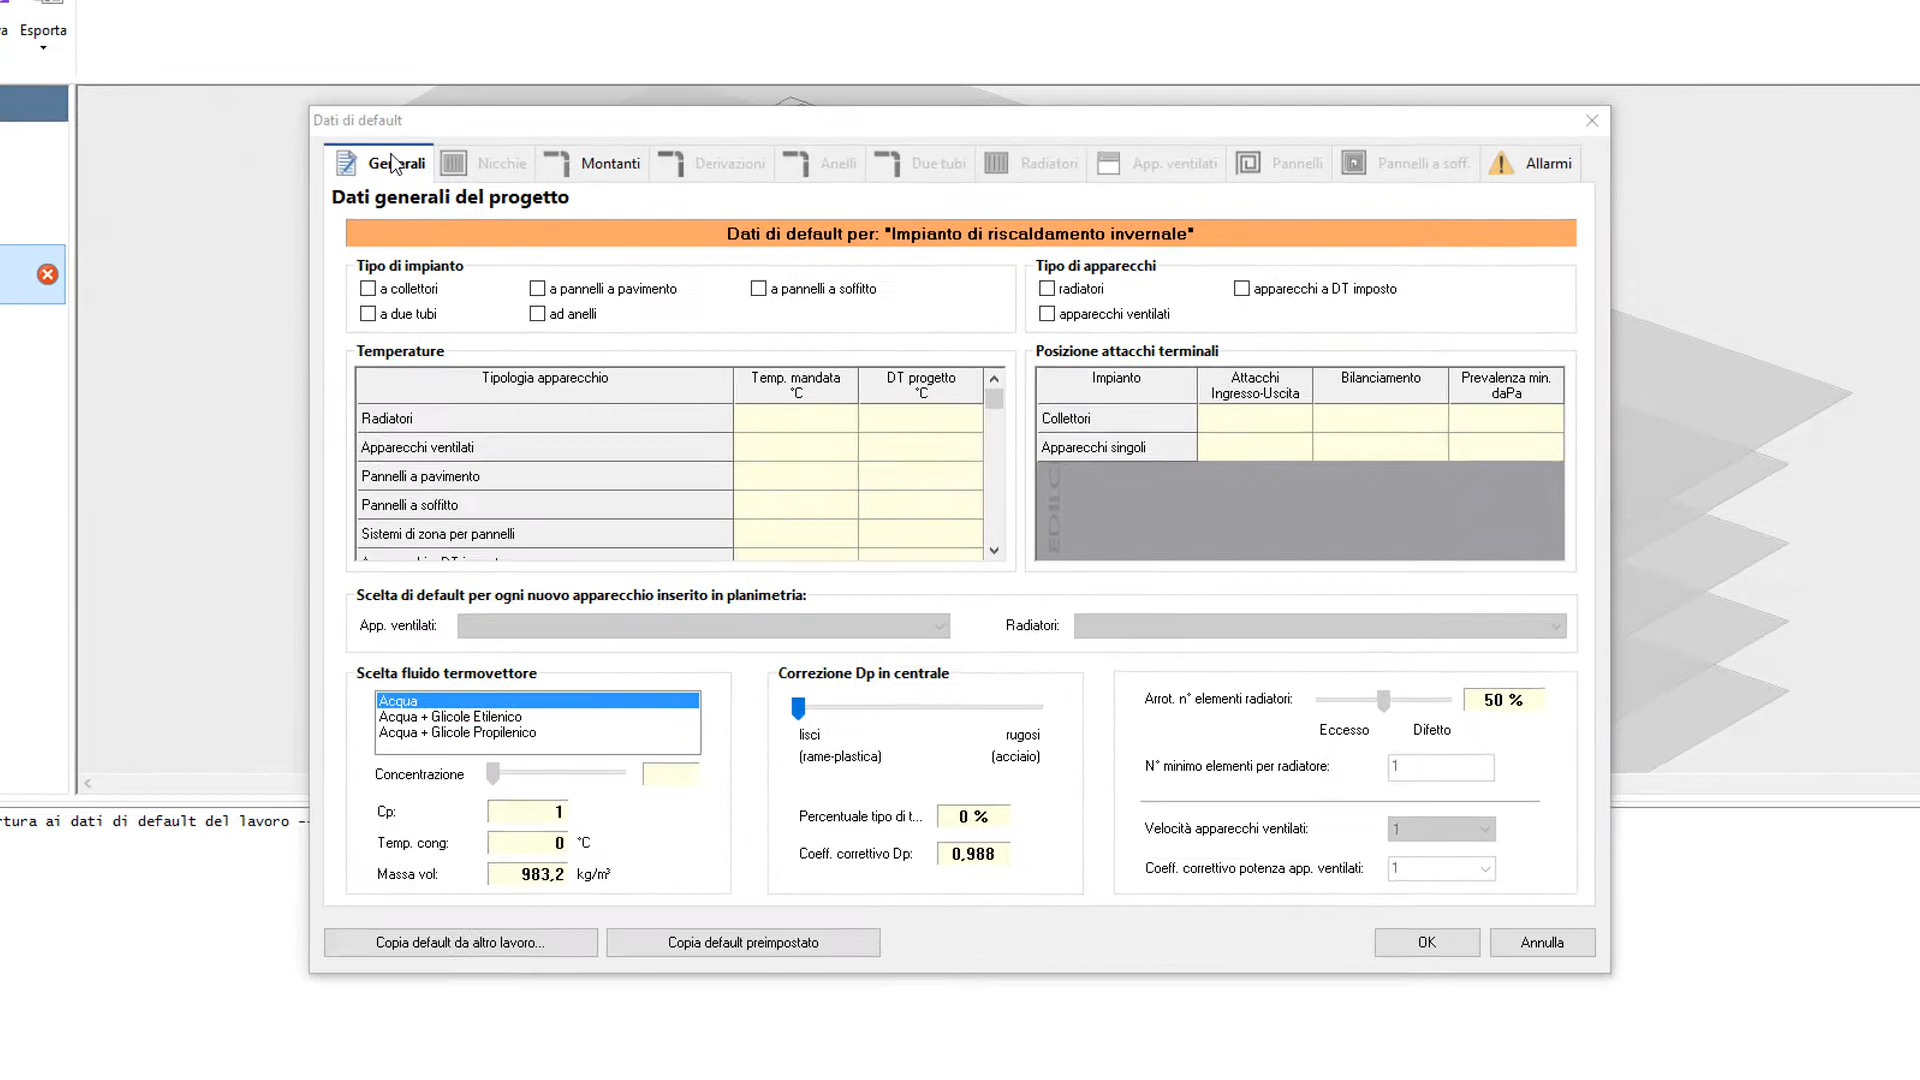 a Esporta
Dati di default
Generali Nicchie Montanti Derivazioni Anelli Due tubi Radiatori App. ventilati Pannelli Pannelli a soff. Allarmi
Dati generali del progetto
Dati di default per: "Impianto di riscaldamento invernale"
Tipo di impianto
a collettori a pannelli a pavimento a pannelli a soffitto
a due tubi ad anelli
Tipo di apparecchi
radiatori apparecchi a DT imposto
apparecchi ventilati
Temperature
Tipologia apparecchio Temp. mandata °C DT progetto °C
Radiatori
Apparecchi ventilati
Pannelli a pavimento
Pannelli a soffitto
Sistemi di zona per pannelli
Posizione attacchi terminali
Impianto Attacchi Ingresso-Uscita Bilanciamento Prevalenza min. daPa
Collettori
Apparecchi singoli
EDILC
Scelta di default per ogni nuovo apparecchio inserito in planimetria:
App. ventilati: Radiatori:
Scelta fluido termovettore
Acqua
Acqua + Glicole Etilenico
Acqua + Glicole Propilenico
Concentrazione
Cp: 1
Temp. cong: 0 °C
Massa vol: 983,2 kg/m³
Correzione Dp in centrale
lisci rugosi
(rame-plastica) (acciaio)
Percentuale tipo di t... 0 %
Coeff. correttivo Dp: 0,988
Arrot. n° elementi radiatori: 50 %
Eccesso Difetto
N° minimo elementi per radiatore: 1
Velocità apparecchi ventilati: 1
Coeff. correttivo potenza app. ventilati: 1
rtura ai dati di default del lavoro --
Copia default da altro lavoro... Copia default preimpostato OK Annulla